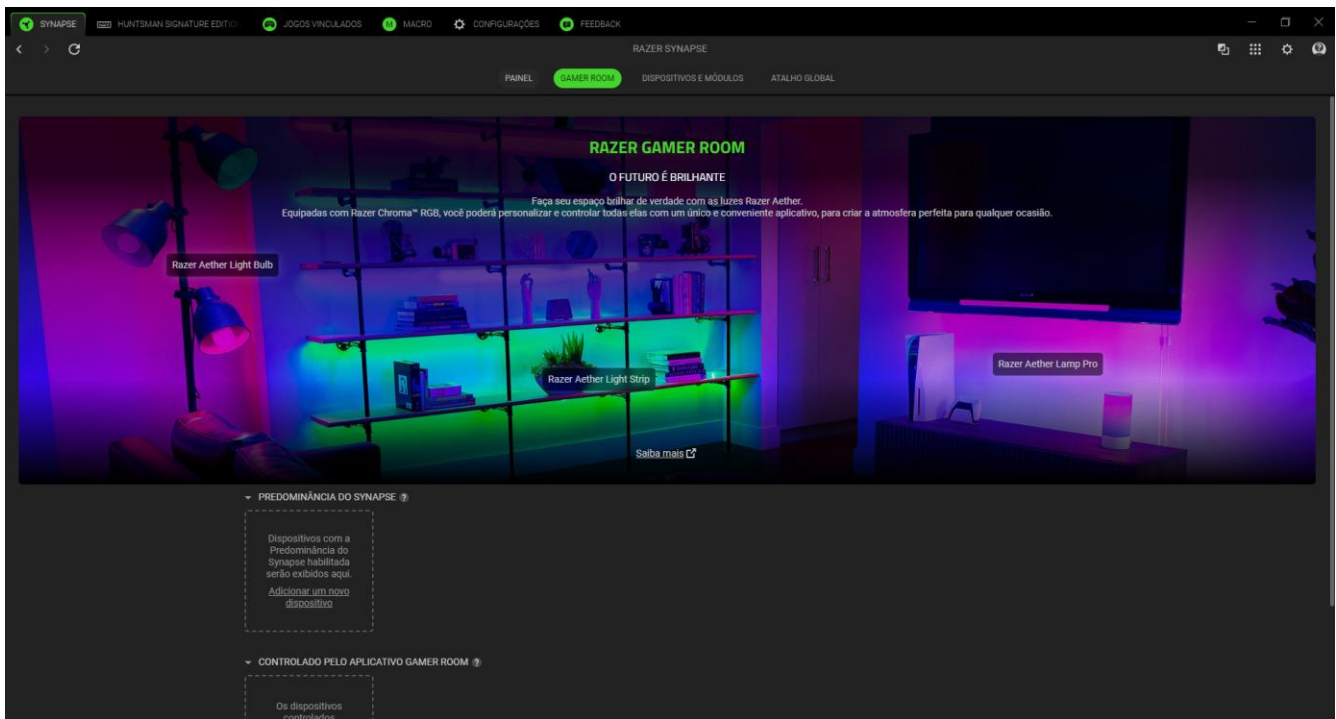 SYNAPSE
HUNTSMAN SIGNATURE EDITIO
JOGOS VINCULADOS
M
MACRO
CONFIGURAÇÕES
FEEDBACK
RAZER SYNAPSE
PAINEL
GAMER ROOM
DISPOSITIVOS E MÓDULOS
ATALHO GLOBAL
RAZER GAMER ROOM
O FUTURO É BRILHANTE
Faça seu espaço brilhar de verdade com as luzes Razer Aether.
Equipadas com Razer Chroma™ RGB, você poderá personalizar e controlar todas elas com um único e conveniente aplicativo, para criar a atmosfera perfeita para qualquer ocasião.
Razer Aether Light Bulb
Razer Aether Lamp Pro
Razer Aether Light Strip
Saiba mais
PREDOMINÂNCIA DO SYNAPSE ?
Dispositivos com a
Predominância do
Synapse habilitada
serão exibidos aqui.
Adicionar um novo
dispositivo
CONTROLADO PELO APLICATIVO GAMER ROOM ?
Os dispositivos
controlados